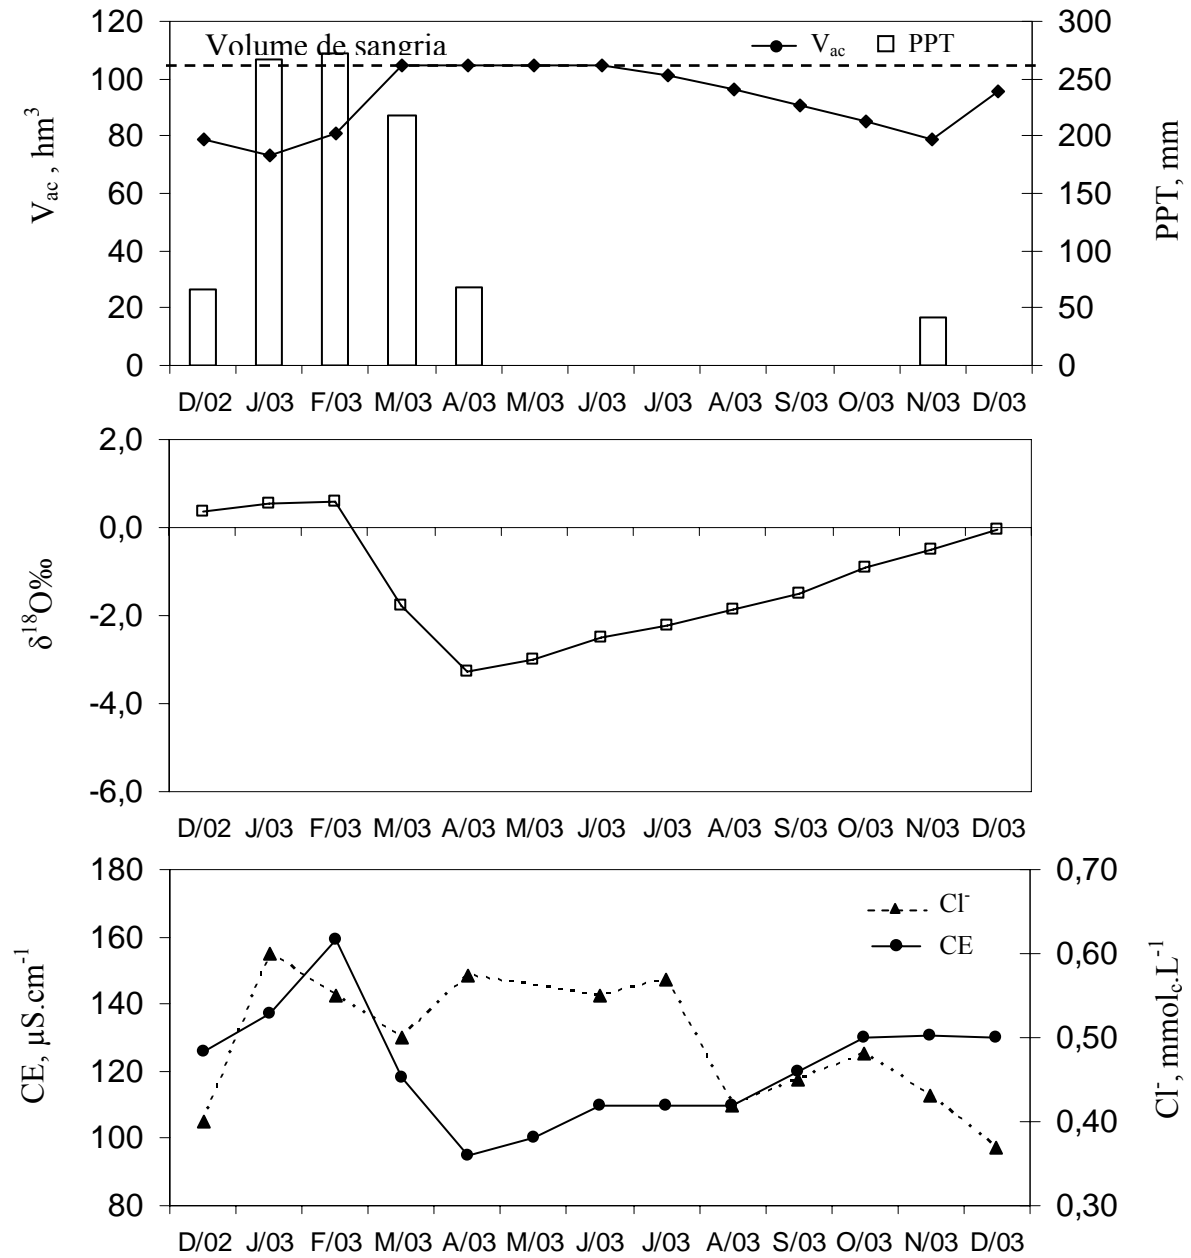 120 300
Volume de sangria V_ac PPT
100 250
80 200
60 150
40 100
20 50
0 0
V_ac , hm³
PPT, mm
D/02 J/03 F/03 M/03 A/03 M/03 J/03 J/03 A/03 S/03 O/03 N/03 D/03
2,0
0,0
-2,0
-4,0
-6,0
δ¹⁸O‰
D/02 J/03 F/03 M/03 A/03 M/03 J/03 J/03 A/03 S/03 O/03 N/03 D/03
180 0,70
Cl⁻
CE
160 0,60
140
0,50
120
0,40
100
80 0,30
CE, µS.cm⁻¹
Cl⁻, mmol_c.L⁻¹
D/02 J/03 F/03 M/03 A/03 M/03 J/03 J/03 A/03 S/03 O/03 N/03 D/03